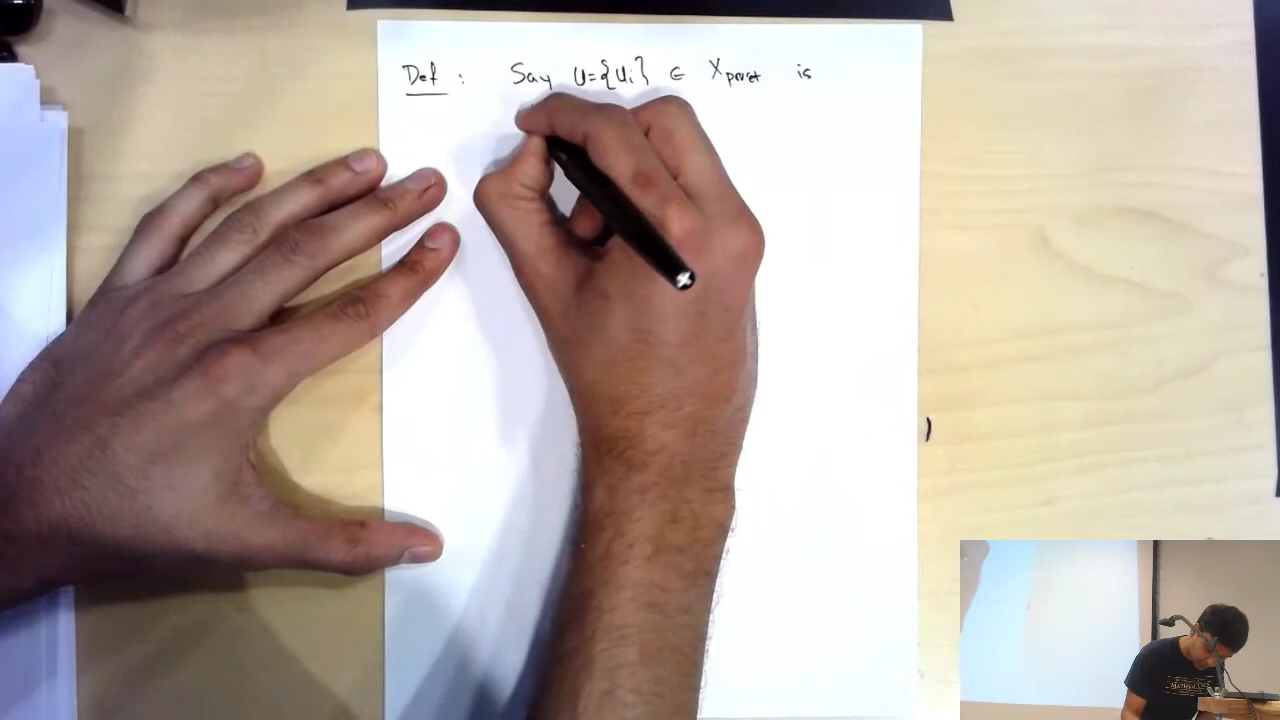 Def : Say U={Ui} ∈ Xproet is